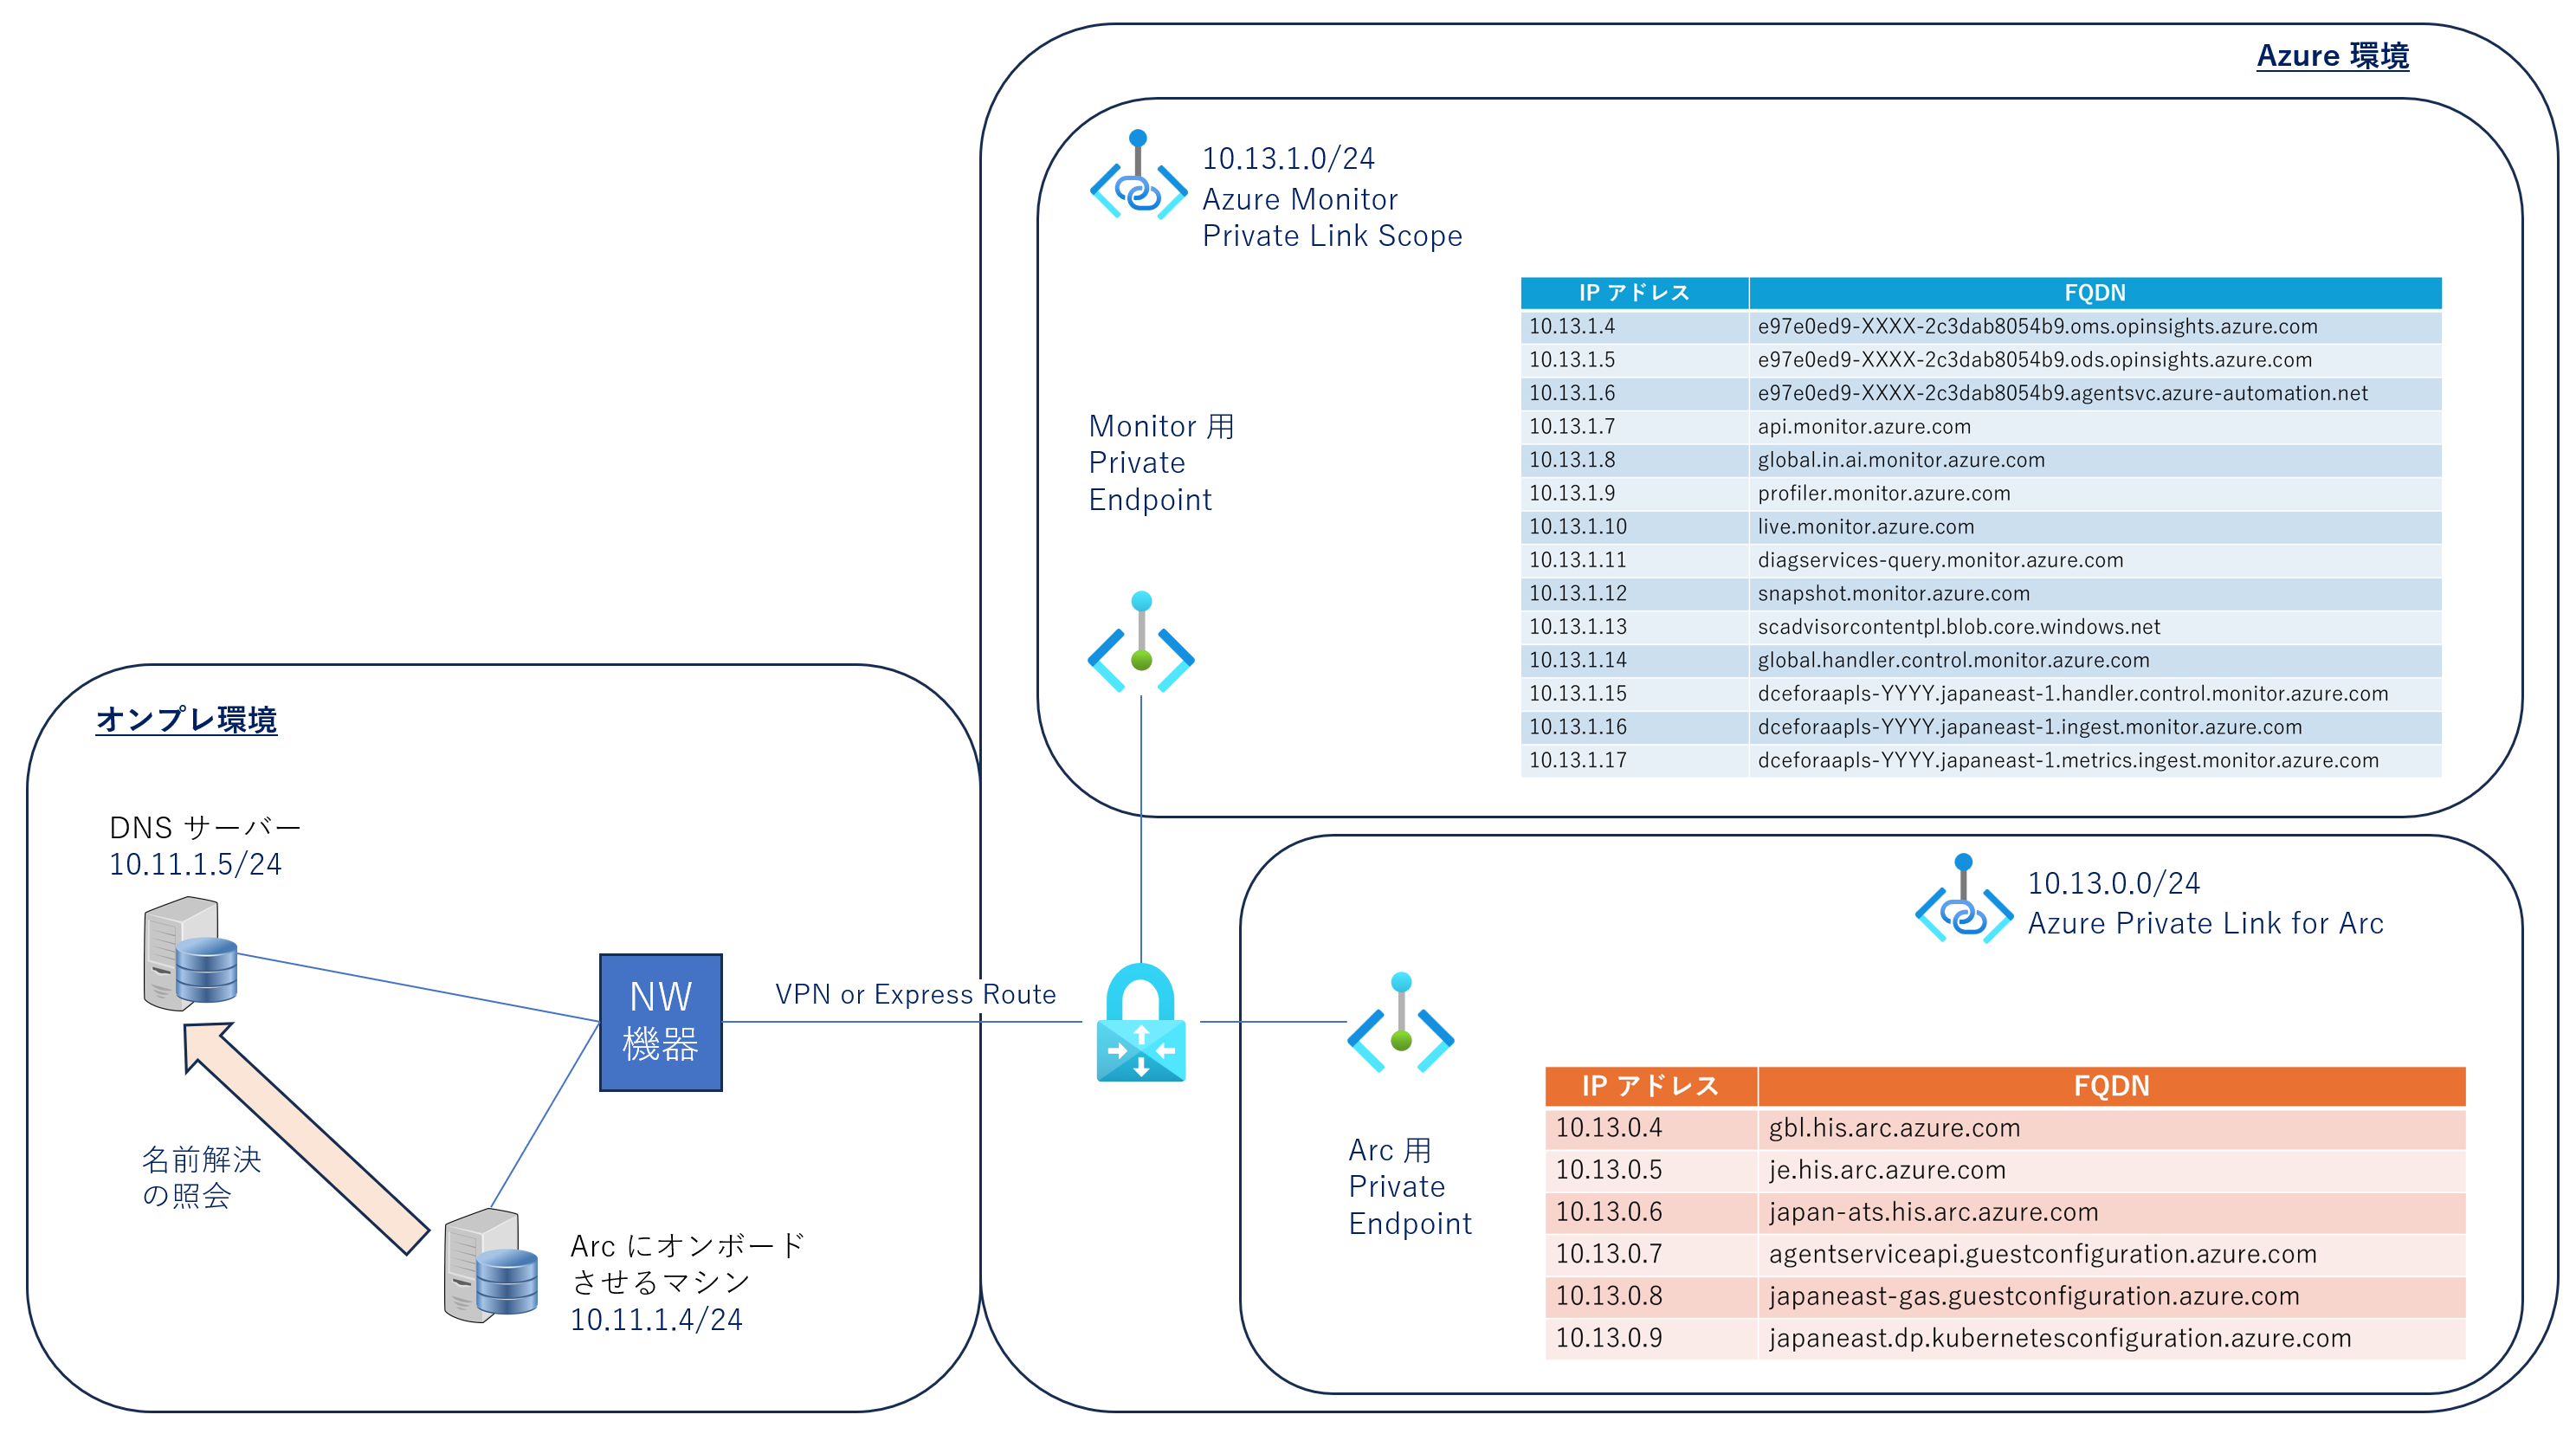 Azure 環境
10.13.1.0/24
Azure Monitor
Private Link Scope
IP アドレス FQDN
10.13.1.4 e97e0ed9-XXXX-2c3dab8054b9.oms.opinsights.azure.com
10.13.1.5 e97e0ed9-XXXX-2c3dab8054b9.ods.opinsights.azure.com
10.13.1.6 e97e0ed9-XXXX-2c3dab8054b9.agentsvc.azure-automation.net
10.13.1.7 api.monitor.azure.com
10.13.1.8 global.in.ai.monitor.azure.com
10.13.1.9 profiler.monitor.azure.com
10.13.1.10 live.monitor.azure.com
10.13.1.11 diagservices-query.monitor.azure.com
10.13.1.12 snapshot.monitor.azure.com
10.13.1.13 scadvisorcontentpl.blob.core.windows.net
10.13.1.14 global.handler.control.monitor.azure.com
10.13.1.15 dceforaapls-YYYY.japaneast-1.handler.control.monitor.azure.com
10.13.1.16 dceforaapls-YYYY.japaneast-1.ingest.monitor.azure.com
10.13.1.17 dceforaapls-YYYY.japaneast-1.metrics.ingest.monitor.azure.com
Monitor 用
Private
Endpoint
オンプレ環境
DNS サーバー
10.11.1.5/24
NW
機器
VPN or Express Route
名前解決
の照会
Arc にオンボード
させるマシン
10.11.1.4/24
10.13.0.0/24
Azure Private Link for Arc
Arc 用
Private
Endpoint
IP アドレス FQDN
10.13.0.4 gbl.his.arc.azure.com
10.13.0.5 je.his.arc.azure.com
10.13.0.6 japan-ats.his.arc.azure.com
10.13.0.7 agentserviceapi.guestconfiguration.azure.com
10.13.0.8 japaneast-gas.guestconfiguration.azure.com
10.13.0.9 japaneast.dp.kubernetesconfiguration.azure.com